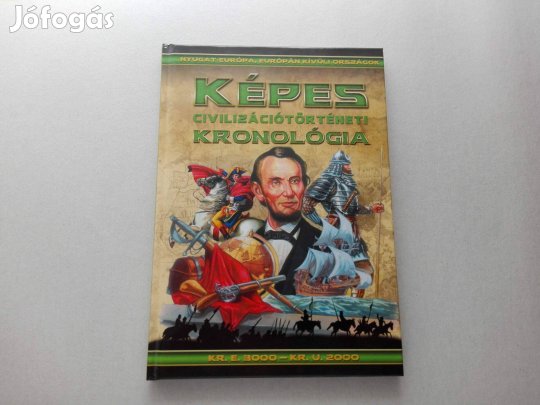 Jófogás
NYUGAT-EURÓPA, EURÓPÁN KÍVÜLI ORSZÁGOK
KÉPES
CIVILIZÁCIÓTÖRTÉNETI
KRONOLÓGIA
KR. E. 3000 – KR. U. 2000